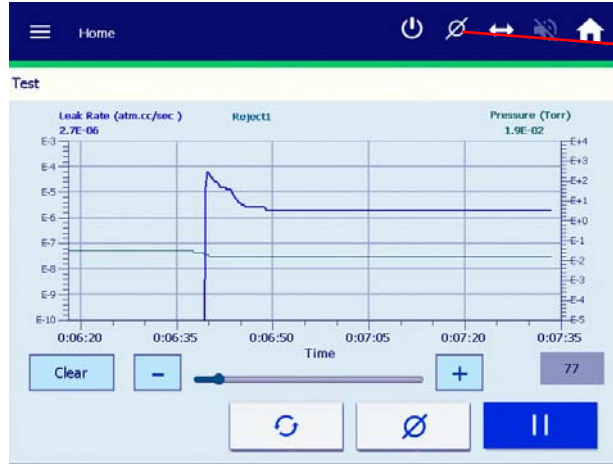 Home
Test
Leak Rate (atm.cc/sec ) Reject1 Pressure (Torr)
2.7E-06 1.9E-02
E-3 E+4
E-4 E+3
E-5 E+2
E-6 E+1
E-7 E+0
E-8 E-1
E-9 E-2
E-10 E-3
E-4
E-5
0:06:20 0:06:35 0:06:50 0:07:05 0:07:20 0:07:35
Time
Clear - + 77